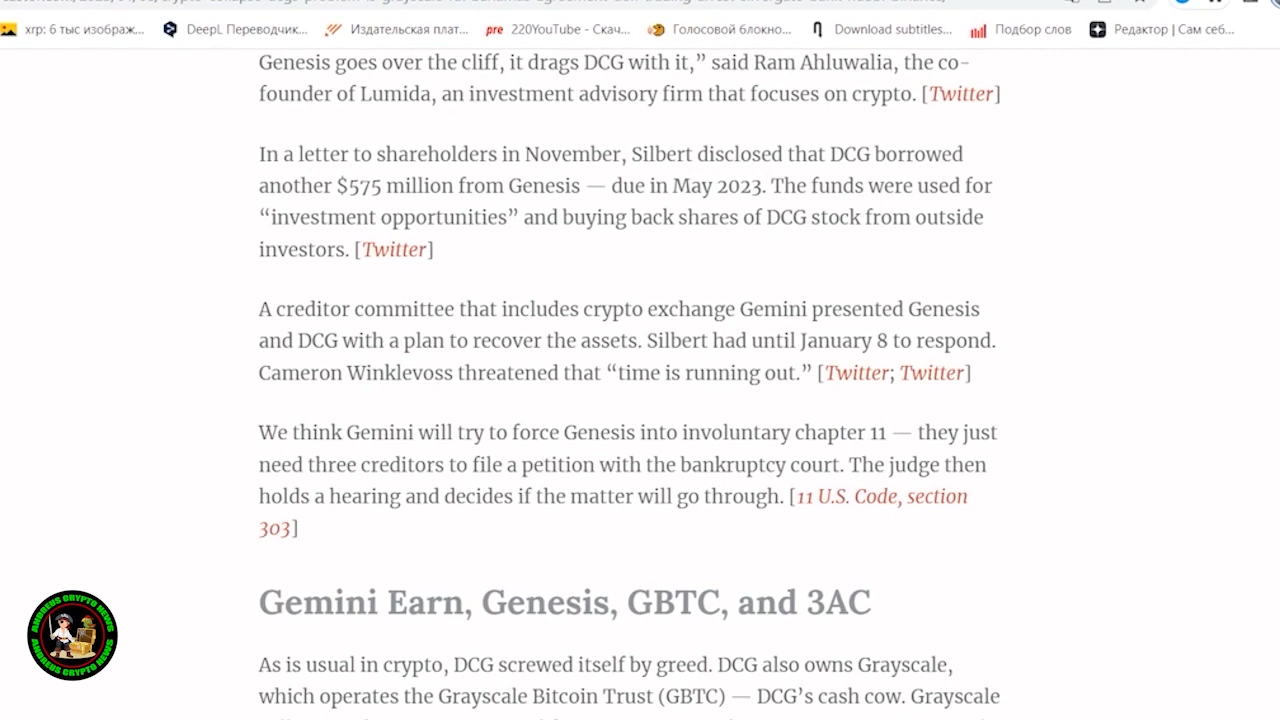 xrp: 6 тыс изображ...
DeepL Переводчик...
Издательская плат...
pre 220YouTube - Скач...
Голосовой блокно...
Download subtitles...
Подбор слов
Редактор | Сам себ...
Genesis goes over the cliff, it drags DCG with it,” said Ram Ahluwalia, the co-
founder of Lumida, an investment advisory firm that focuses on crypto. [Twitter]
In a letter to shareholders in November, Silbert disclosed that DCG borrowed
another $575 million from Genesis — due in May 2023. The funds were used for
“investment opportunities” and buying back shares of DCG stock from outside
investors. [Twitter]
A creditor committee that includes crypto exchange Gemini presented Genesis
and DCG with a plan to recover the assets. Silbert had until January 8 to respond.
Cameron Winklevoss threatened that “time is running out.” [Twitter; Twitter]
We think Gemini will try to force Genesis into involuntary chapter 11 — they just
need three creditors to file a petition with the bankruptcy court. The judge then
holds a hearing and decides if the matter will go through. [11 U.S. Code, section
303]
Gemini Earn, Genesis, GBTC, and 3AC
As is usual in crypto, DCG screwed itself by greed. DCG also owns Grayscale,
which operates the Grayscale Bitcoin Trust (GBTC) — DCG’s cash cow. Grayscale
ANDREUS CRYPTO NEWS
ANDREUS CRYPTO NEWS